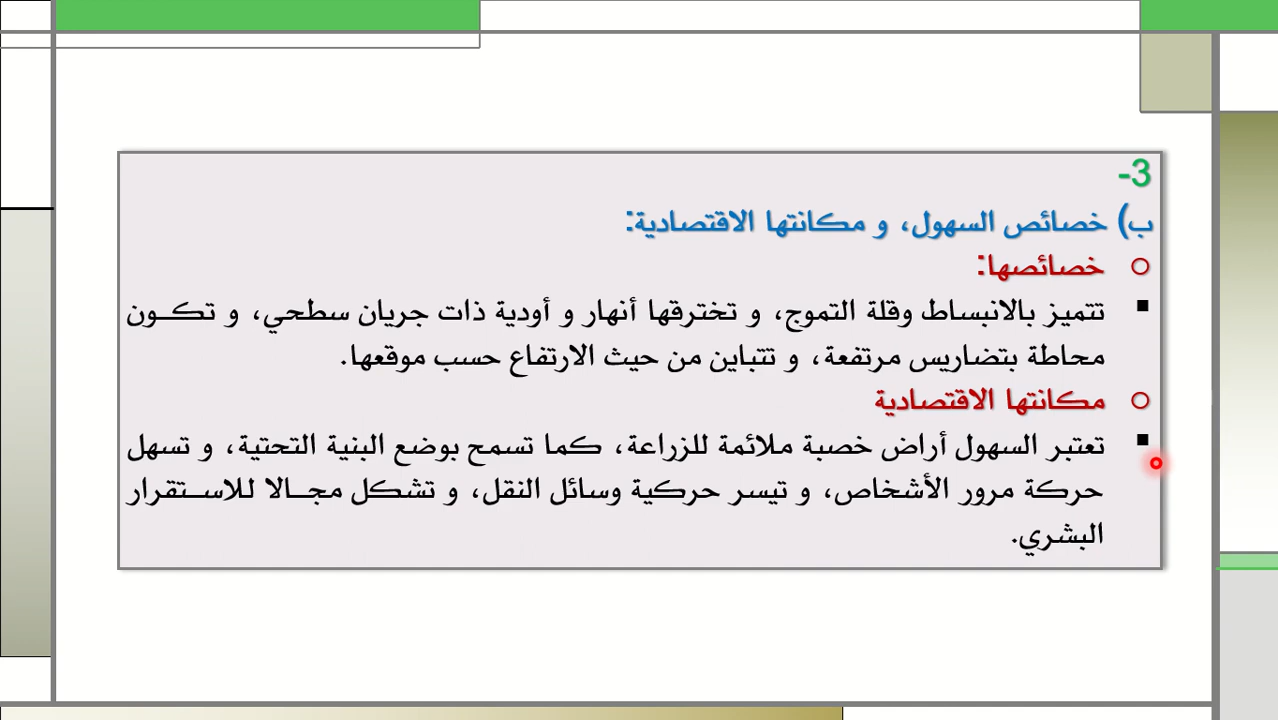 3-
ب) خصائص السهول، و مكانتها الاقتصادية:
○ خصائصها:
▪ تتميز بالانبساط وقلة التموج، و تخترقها أنهار و أودية ذات جريان سطحي، و تكون
محاطة بتضاريس مرتفعة، و تتباين من حيث الارتفاع حسب موقعها.
○ مكانتها الاقتصادية
▪ تعتبر السهول أراض خصبة ملائمة للزراعة، كما تسمح بوضع البنية التحتية، و تسهل
حركة مرور الأشخاص، و تيسر حركية وسائل النقل، و تشكل مجالا للاستقرار
البشري.